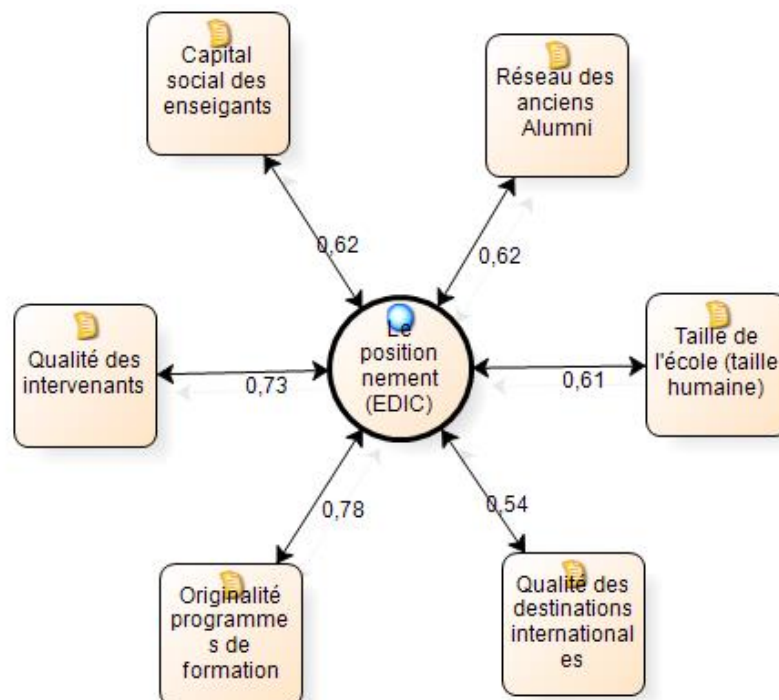 Capital
social des
enseigants
Réseau des
anciens
Alumni
0,62
0,62
Le
position
nement
(EDIC)
Qualité des
intervenants
0,73
Taille de
l'école (taille
humaine)
0,61
0,78
0,54
Originalité
programme
s de
formation
Qualité des
destinations
international
es